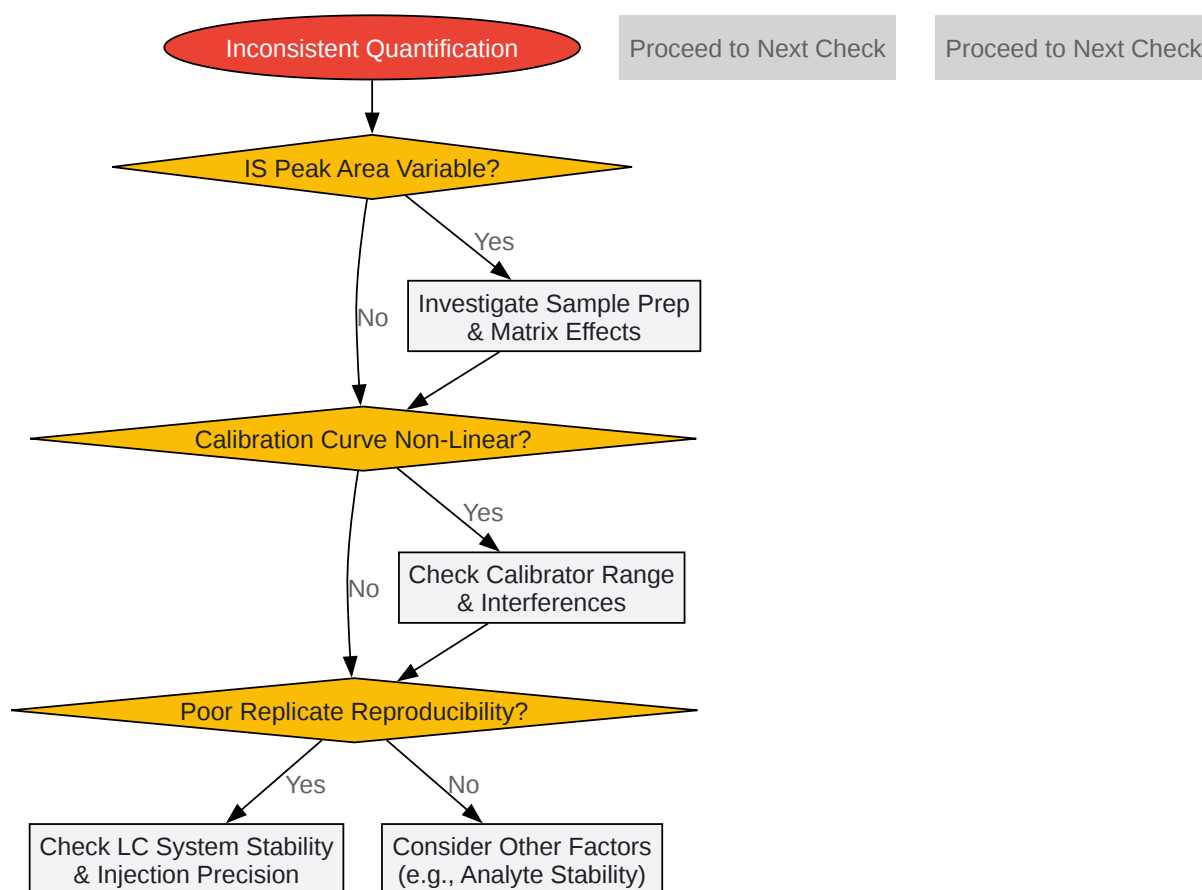 Inconsistent Quantification
Proceed to Next Check
Proceed to Next Check
IS Peak Area Variable?
Yes
No
Investigate Sample Prep
& Matrix Effects
Calibration Curve Non-Linear?
Yes
No
Check Calibrator Range
& Interferences
Poor Replicate Reproducibility?
Yes
No
Check LC System Stability
& Injection Precision
Consider Other Factors
(e.g., Analyte Stability)